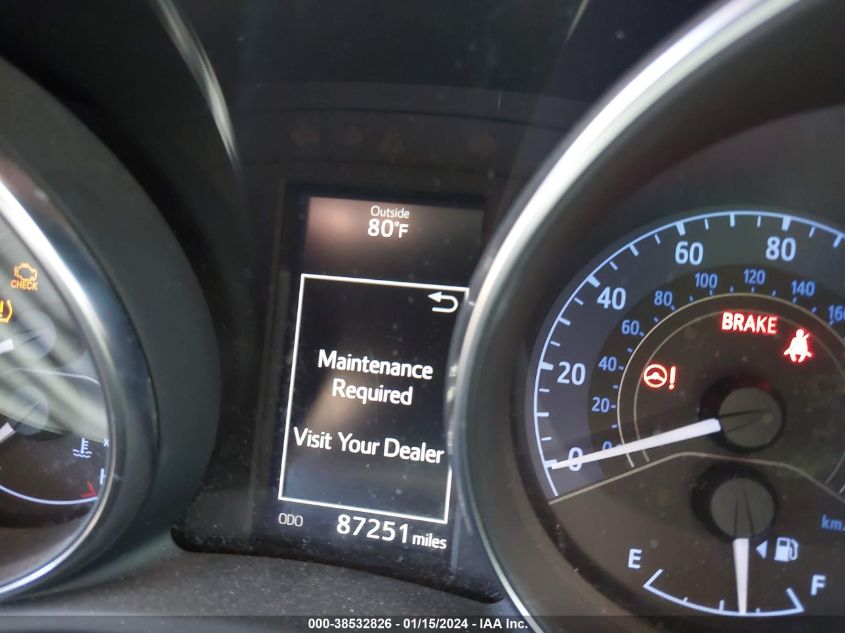 Outside
80°F
CHECK
Maintenance
Required
Visit Your Dealer
ODO 87251 miles
H
0 20 40 60 80
20 40 60 80 100 120 140 160
BRAKE
!
km
E F
000-38532826 - 01/15/2024 - IAA Inc.